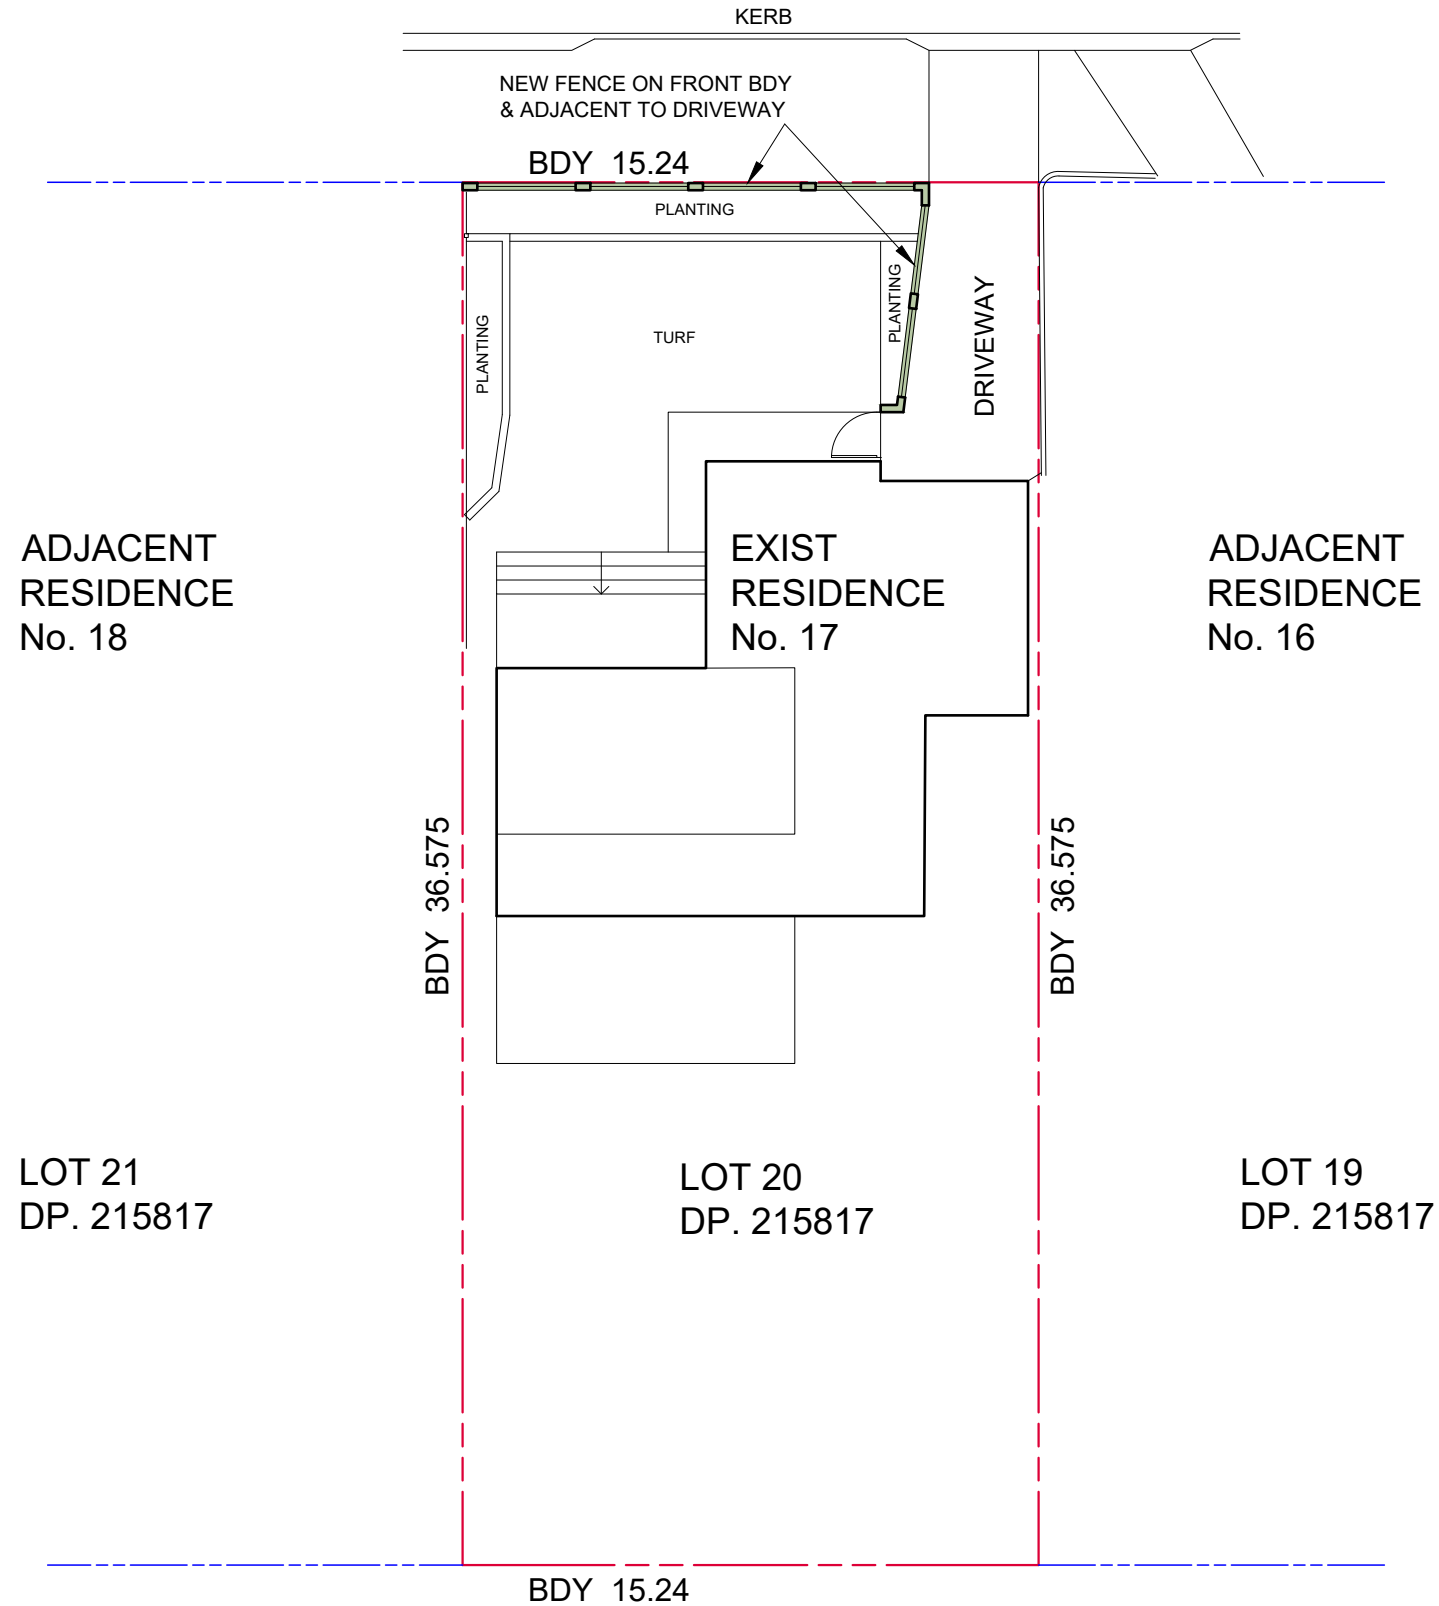 KERB
NEW FENCE ON FRONT BDY
& ADJACENT TO DRIVEWAY
BDY 15.24
PLANTING
PLANTING
TURF
PLANTING
DRIVEWAY
ADJACENT
RESIDENCE
No. 18
EXIST
RESIDENCE
No. 17
ADJACENT
RESIDENCE
No. 16
BDY 36.575
BDY 36.575
LOT 21
DP. 215817
LOT 20
DP. 215817
LOT 19
DP. 215817
BDY 15.24